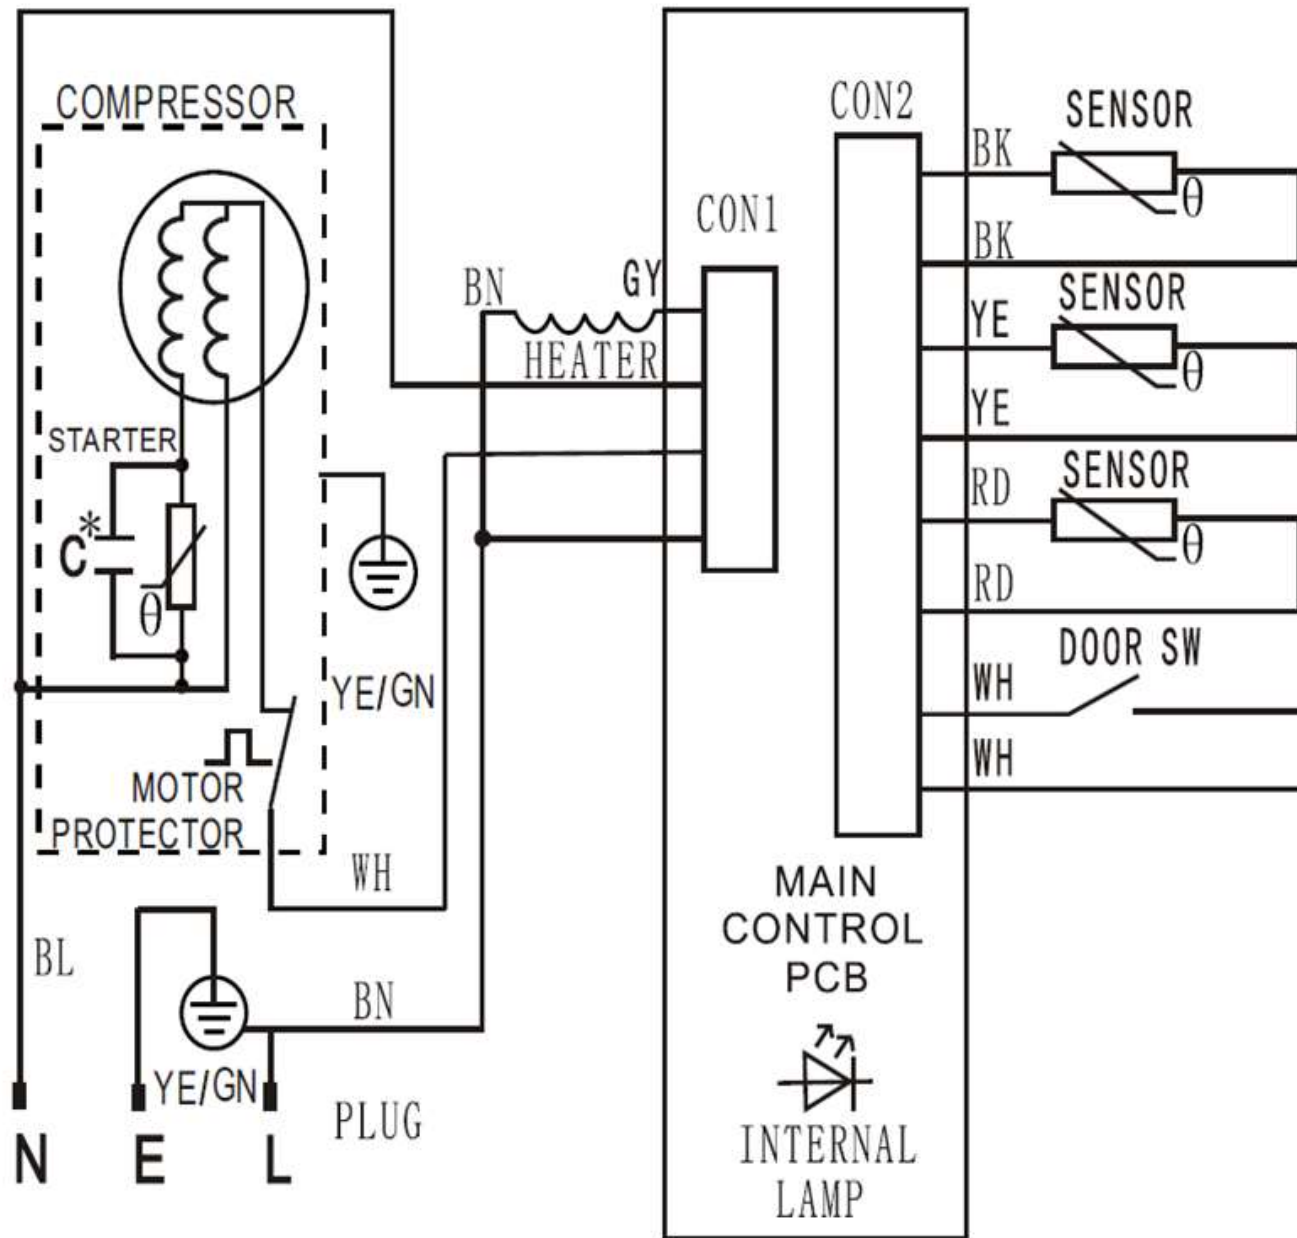 COMPRESSOR
CON2
SENSOR
BK
θ
CON1
BK
BN
GY
SENSOR
YE
HEATER
θ
YE
STARTER
SENSOR
RD
C*
θ
θ
RD
DOOR SW
YE/GN
WH
MOTOR
PROTECTOR
WH
WH
MAIN
CONTROL
PCB
BL
BN
YE/GN
PLUG
N
E
L
INTERNAL
LAMP